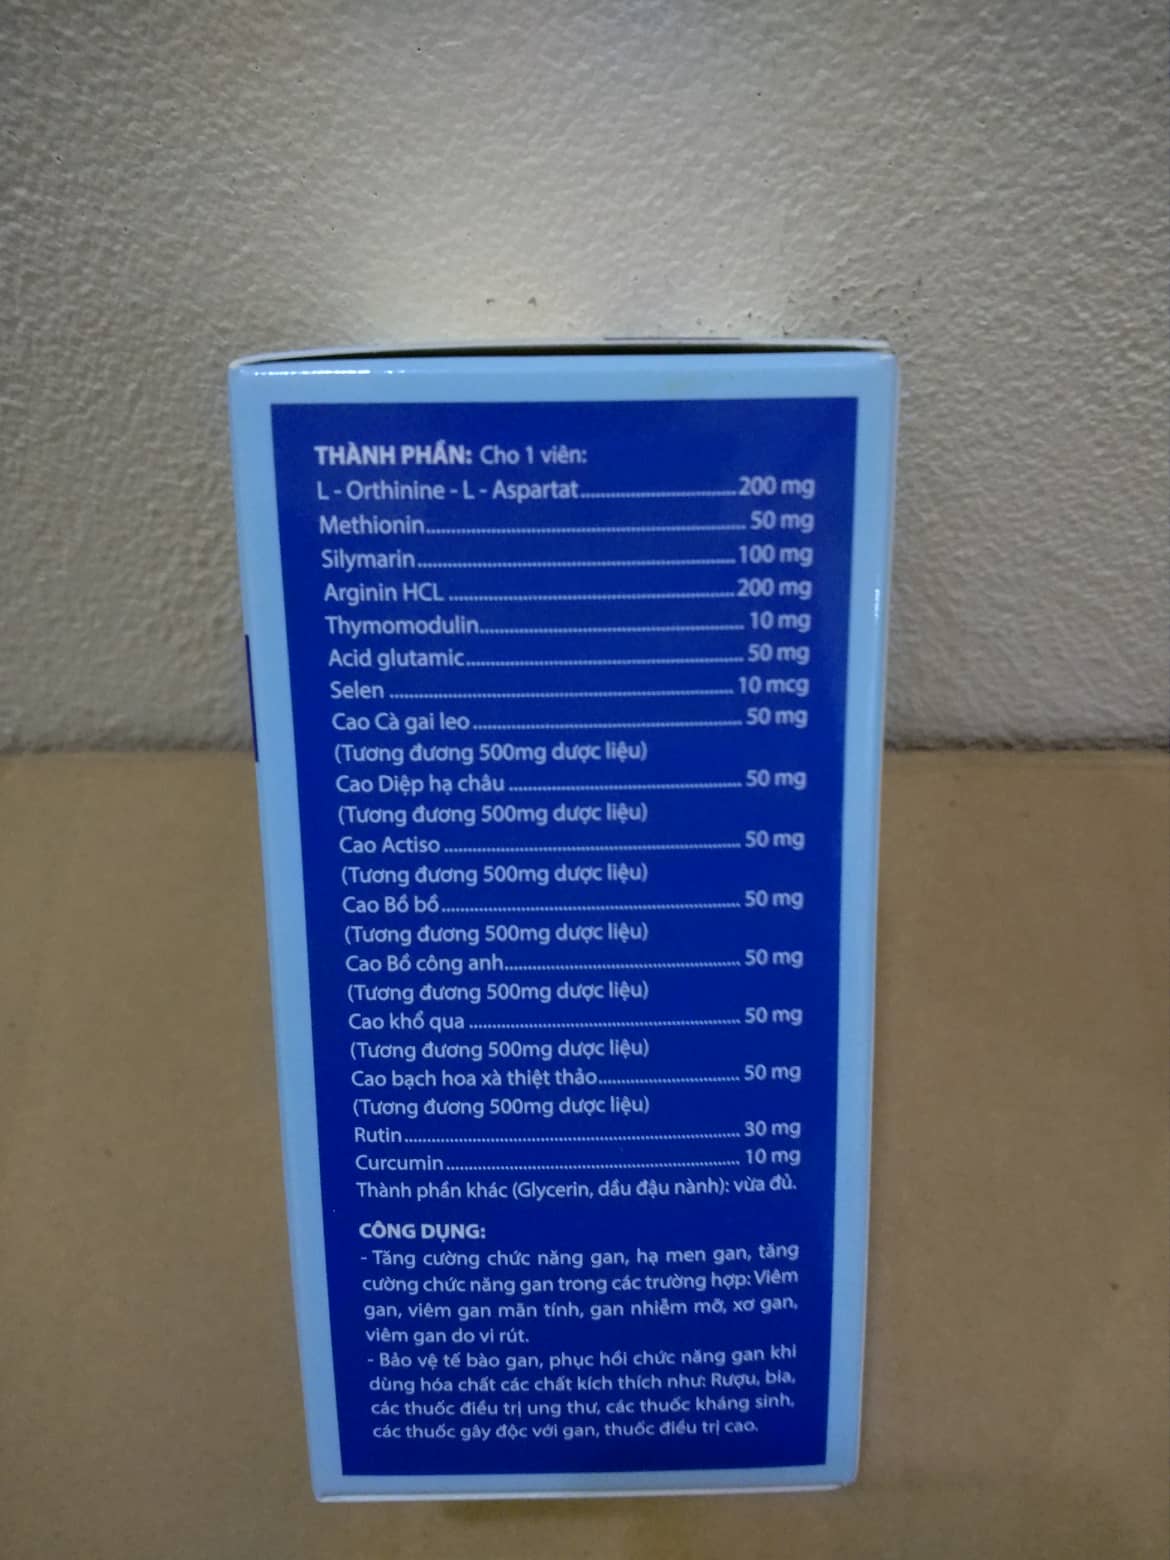 THÀNH PHẦN: Cho 1 viên:
L - Orthinine - L - Aspartat............200 mg
Methionin............50 mg
Silymarin............100 mg
Arginin HCL............200 mg
Thymomodulin............10 mg
Acid glutamic............50 mg
Selen............10 mcg
Cao Cà gai leo............50 mg
(Tương đương 500mg dược liệu)
Cao Diệp hạ châu............50 mg
(Tương đương 500mg dược liệu)
Cao Actiso............50 mg
(Tương đương 500mg dược liệu)
Cao Bồ bồ............50 mg
(Tương đương 500mg dược liệu)
Cao Bồ công anh............50 mg
(Tương đương 500mg dược liệu)
Cao khổ qua............50 mg
(Tương đương 500mg dược liệu)
Cao bạch hoa xà thiệt thảo............50 mg
(Tương đương 500mg dược liệu)
Rutin............30 mg
Curcumin............10 mg
Thành phần khác (Glycerin, dầu đậu nành): vừa đủ.
CÔNG DỤNG:
- Tăng cường chức năng gan, hạ men gan, tăng
cường chức năng gan trong các trường hợp: Viêm
gan, viêm gan mãn tính, gan nhiễm mỡ, xơ gan,
viêm gan do vi rút.
- Bảo vệ tế bào gan, phục hồi chức năng gan khi
dùng hóa chất các chất kích thích như: Rượu, bia,
các thuốc điều trị ung thư, các thuốc kháng sinh,
các thuốc gây độc với gan, thuốc điều trị cao.